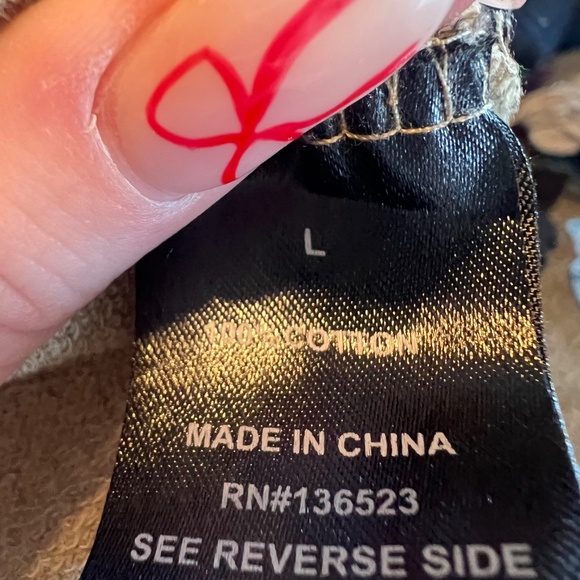 L
100% COTTON
MADE IN CHINA
RN#136523
SEE REVERSE SIDE